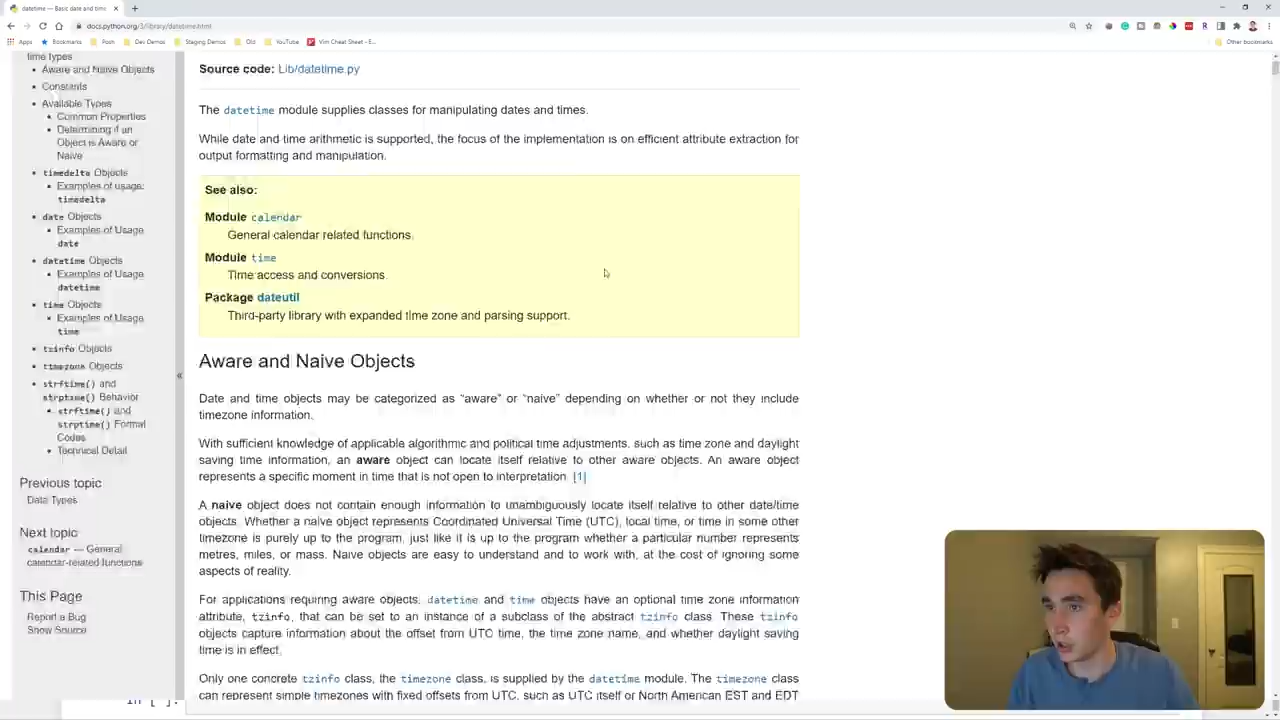 datetime — Basic date and time
docs.python.org/3/library/datetime.html
Apps
Bookmarks
Posh
Dev Demos
Staging Demos
Old
YouTube
Vim Cheat Sheet - E...
Other bookmarks
time Types
Aware and Naive Objects
Constants
Available Types
Common Properties
Determining if an
Object is Aware or
Naive
timedelta Objects
Examples of usage:
timedelta
date Objects
Examples of Usage
date
datetime Objects
Examples of Usage
datetime
time Objects
Examples of Usage
time
tzinfo Objects
timezone Objects
strftime() and
strptime() Behavior
strftime() and
strptime() Format
Codes
Technical Detail
Previous topic
Data Types
Next topic
calendar — General
calendar-related functions
This Page
Report a Bug
Show Source
«
Source code: Lib/datetime.py
The datetime module supplies classes for manipulating dates and times.
While date and time arithmetic is supported, the focus of the implementation is on efficient attribute extraction for
output formatting and manipulation.
See also:
Module calendar
General calendar related functions.
Module time
Time access and conversions.
Package dateutil
Third-party library with expanded time zone and parsing support.
Aware and Naive Objects
Date and time objects may be categorized as “aware” or “naive” depending on whether or not they include
timezone information.
With sufficient knowledge of applicable algorithmic and political time adjustments, such as time zone and daylight
saving time information, an aware object can locate itself relative to other aware objects. An aware object
represents a specific moment in time that is not open to interpretation. [1]
A naive object does not contain enough information to unambiguously locate itself relative to other date/time
objects. Whether a naive object represents Coordinated Universal Time (UTC), local time, or time in some other
timezone is purely up to the program, just like it is up to the program whether a particular number represents
metres, miles, or mass. Naive objects are easy to understand and to work with, at the cost of ignoring some
aspects of reality.
For applications requiring aware objects, datetime and time objects have an optional time zone information
attribute, tzinfo, that can be set to an instance of a subclass of the abstract tzinfo class. These tzinfo
objects capture information about the offset from UTC time, the time zone name, and whether daylight saving
time is in effect.
Only one concrete tzinfo class, the timezone class, is supplied by the datetime module. The timezone class
can represent simple timezones with fixed offsets from UTC, such as UTC itself or North American EST and EDT
In [ ]: